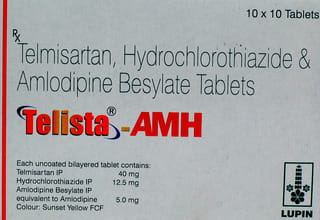 10 x 10 Tablets
Rx
Telmisartan, Hydrochlorothiazide &
Amlodipine Besylate Tablets
Telista®-AMH
Each uncoated bilayered tablet contains:
Telmisartan IP 40 mg
Hydrochlorothiazide IP 12.5 mg
Amlodipine Besylate IP
equivalent to Amlodipine 5.0 mg
Colour: Sunset Yellow FCF
LUPIN